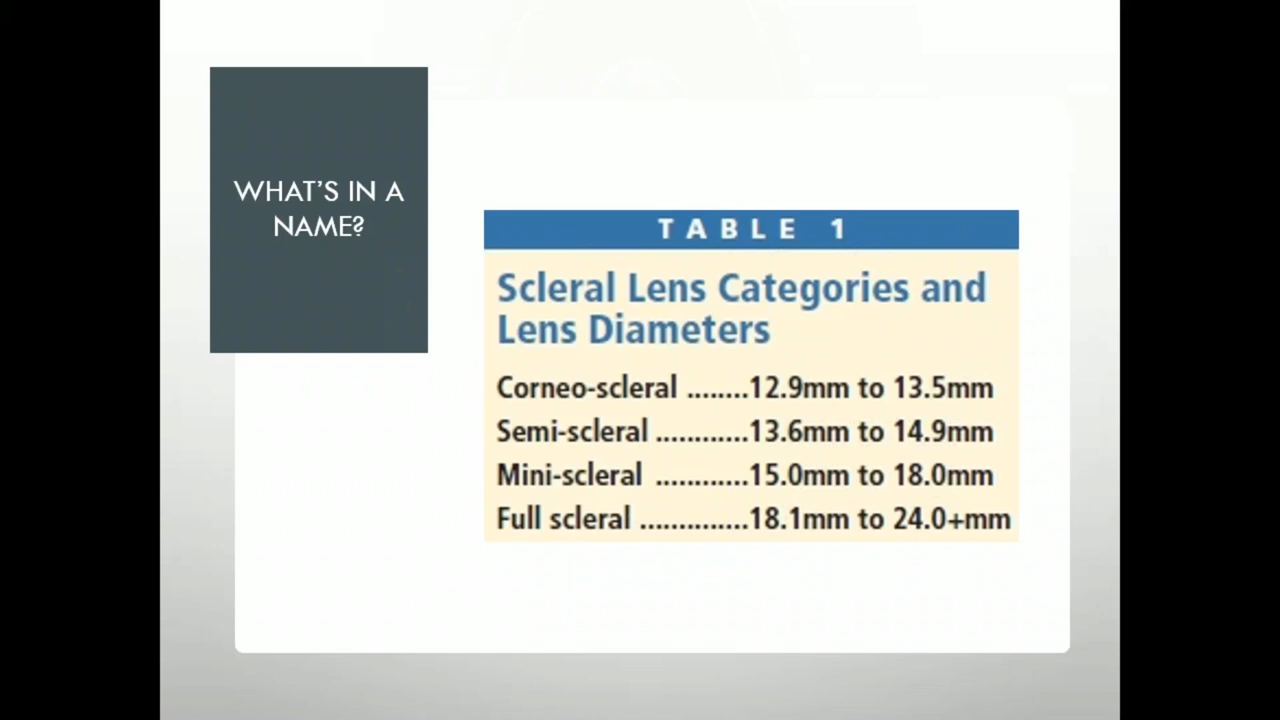 WHAT'S IN A
NAME?
TABLE 1
Scleral Lens Categories and
Lens Diameters
Corneo-scleral ........12.9mm to 13.5mm
Semi-scleral ............13.6mm to 14.9mm
Mini-scleral ............15.0mm to 18.0mm
Full scleral ..............18.1mm to 24.0+mm